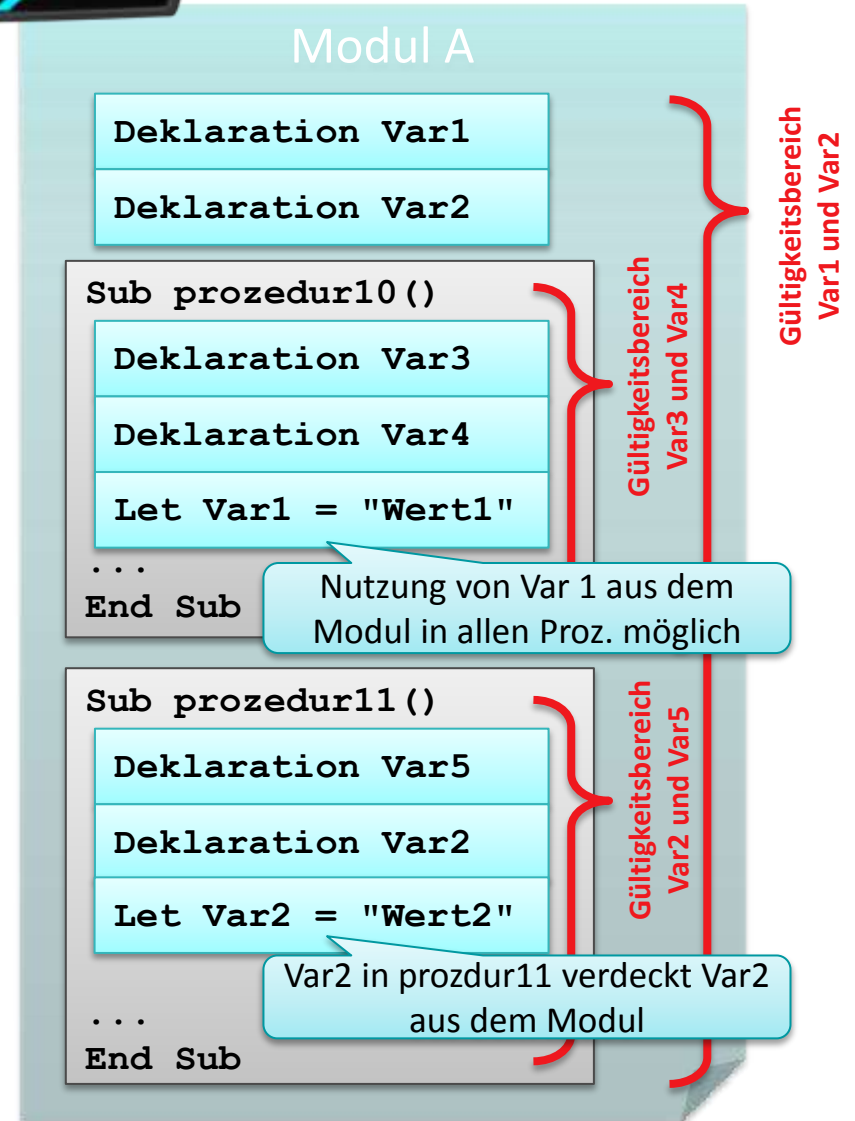 Modul A
Deklaration Var1
Deklaration Var2
Gültigkeitsbereich
Var1 und Var2
Sub prozedur10()
Deklaration Var3
Deklaration Var4
Let Var1 = "Wert1"
...
End Sub
Gültigkeitsbereich
Var3 und Var4
Nutzung von Var 1 aus dem
Modul in allen Proz. möglich
Sub prozedur11()
Deklaration Var5
Deklaration Var2
Let Var2 = "Wert2"
...
End Sub
Gültigkeitsbereich
Var2 und Var5
Var2 in prozdur11 verdeckt Var2
aus dem Modul